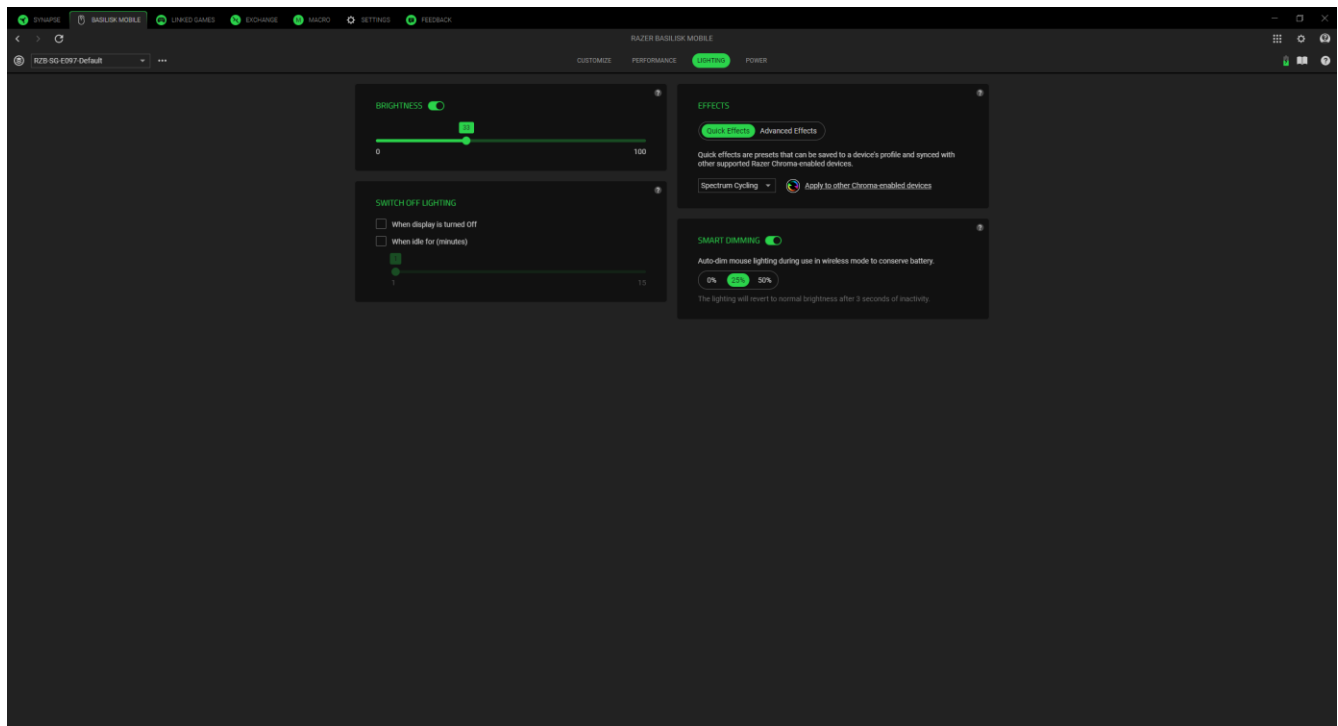 SYNAPSE BASILISK MOBILE LINKED GAMES EXCHANGE MACRO SETTINGS FEEDBACK
RAZER BASILISK MOBILE
RZB-SG-E097-Default
CUSTOMIZE PERFORMANCE LIGHTING POWER
BRIGHTNESS
33
0 100
SWITCH OFF LIGHTING
When display is turned Off
When idle for (minutes)
1 15
EFFECTS
Quick Effects Advanced Effects
Quick effects are presets that can be saved to a device's profile and synced with
other supported Razer Chroma-enabled devices.
Spectrum Cycling Apply to other Chroma-enabled devices
SMART DIMMING
Auto-dim mouse lighting during use in wireless mode to conserve battery.
0% 25% 50%
The lighting will revert to normal brightness after 3 seconds of inactivity.